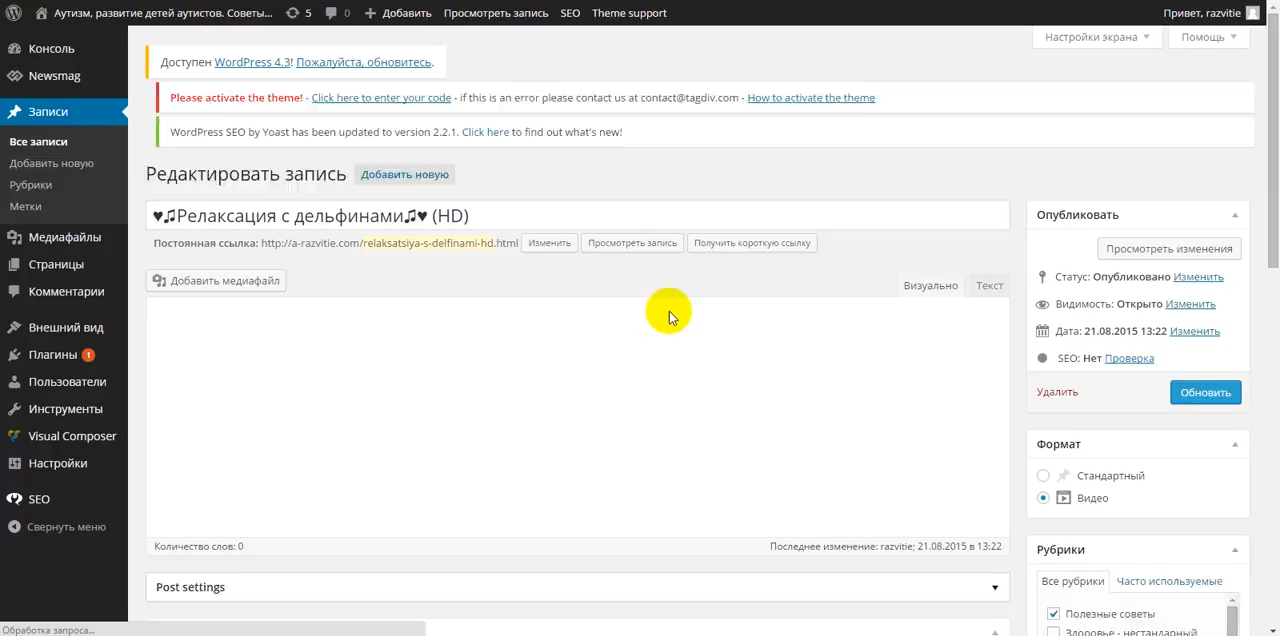 Аутизм, развитие детей аутистов. Советы...
5
0
Добавить
Просмотреть запись
SEO
Theme support
Привет, razvitie
Консоль
Newsmag
Записи
Все записи
Добавить новую
Рубрики
Метки
Медиафайлы
Страницы
Комментарии
Внешний вид
Плагины 1
Пользователи
Инструменты
Visual Composer
Настройки
SEO
Свернуть меню
Настройки экрана
Помощь
Доступен WordPress 4.3! Пожалуйста, обновитесь.
Please activate the theme! - Click here to enter your code - if this is an error please contact us at contact@tagdiv.com - How to activate the theme
WordPress SEO by Yoast has been updated to version 2.2.1. Click here to find out what's new!
Редактировать запись
Добавить новую
♥♫Релаксация с дельфинами♫♥ (HD)
Постоянная ссылка: http://a-razvitie.com/relaksatsiya-s-delfinami-hd.html
Изменить
Просмотреть запись
Получить короткую ссылку
Добавить медиафайл
Визуально
Текст
Количество слов: 0
Последнее изменение: razvitie; 21.08.2015 в 13:22
Post settings
Опубликовать
Просмотреть изменения
Статус: Опубликовано Изменить
Видимость: Открыто Изменить
Дата: 21.08.2015 13:22 Изменить
SEO: Нет Проверка
Удалить
Обновить
Формат
Стандартный
Видео
Рубрики
Все рубрики
Часто используемые
Полезные советы
Здоровье - нестандартный
Обработка запроса...